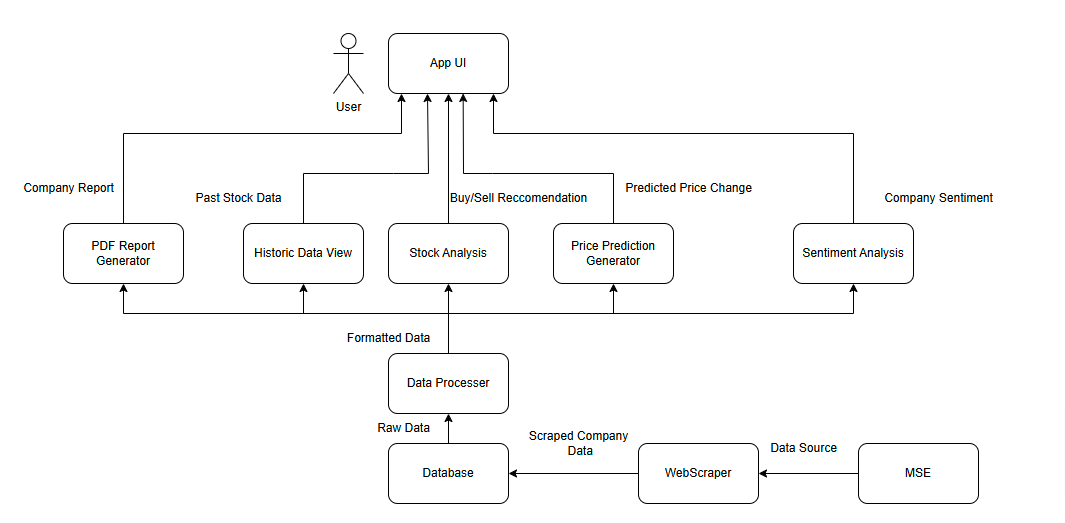 App UI
User
Company Report
Past Stock Data
Buy/Sell Reccomendation
Predicted Price Change
Company Sentiment
PDF Report
Generator
Historic Data View
Stock Analysis
Price Prediction
Generator
Sentiment Analysis
Formatted Data
Data Processer
Raw Data
Scraped Company
Data
Data Source
Database
WebScraper
MSE